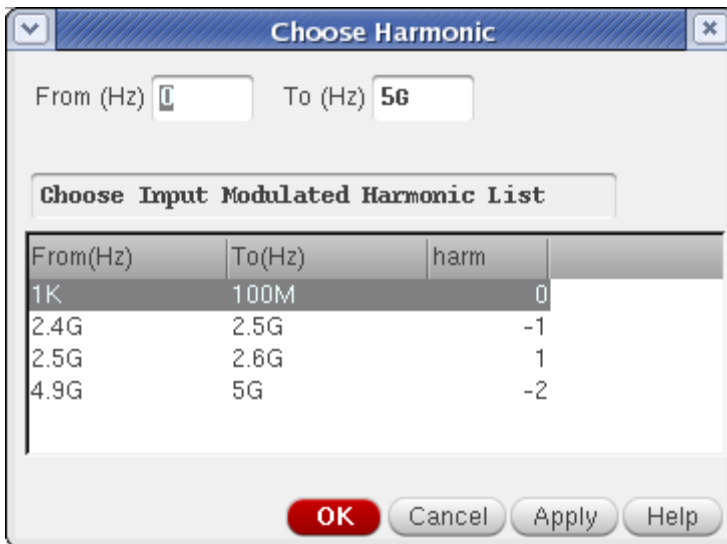 Choose Harmonic
From (Hz) 0 To (Hz) 5G
Choose Input Modulated Harmonic List
From(Hz) To(Hz) harm
1K 100M 0
2.4G 2.5G -1
2.5G 2.6G 1
4.9G 5G -2
OK Cancel Apply Help